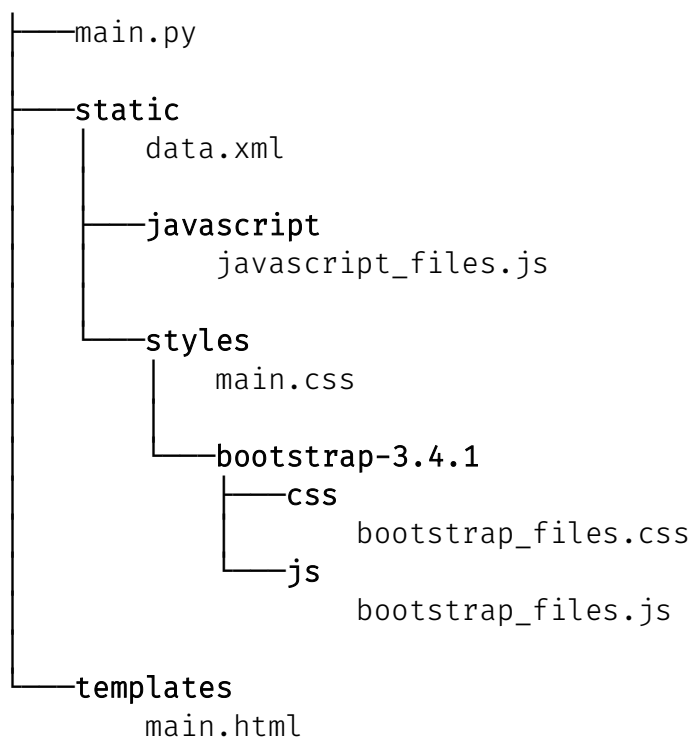 main.py
static
data.xml
javascript
javascript_files.js
styles
main.css
bootstrap-3.4.1
css
bootstrap_files.css
js
bootstrap_files.js
templates
main.html